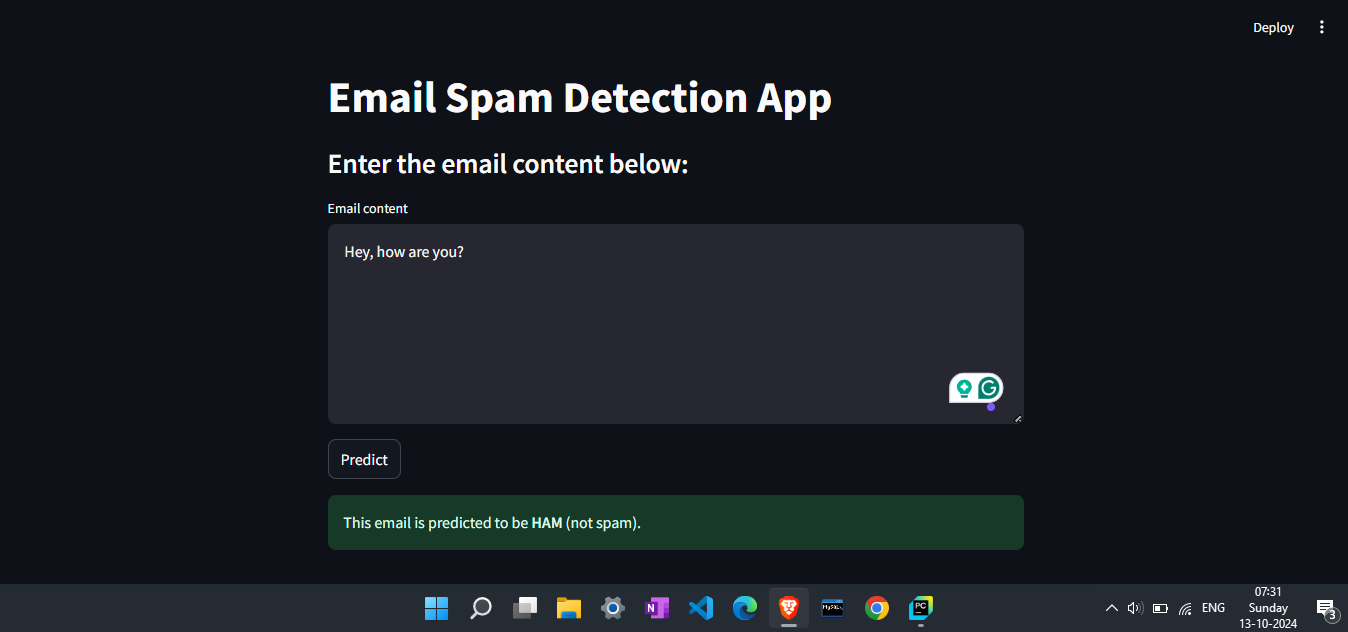 Deploy
Email Spam Detection App
Enter the email content below:
Email content
Hey, how are you?
Predict
This email is predicted to be HAM (not spam).
N
MySQL
PC
ENG
07:31
Sunday
13-10-2024
3